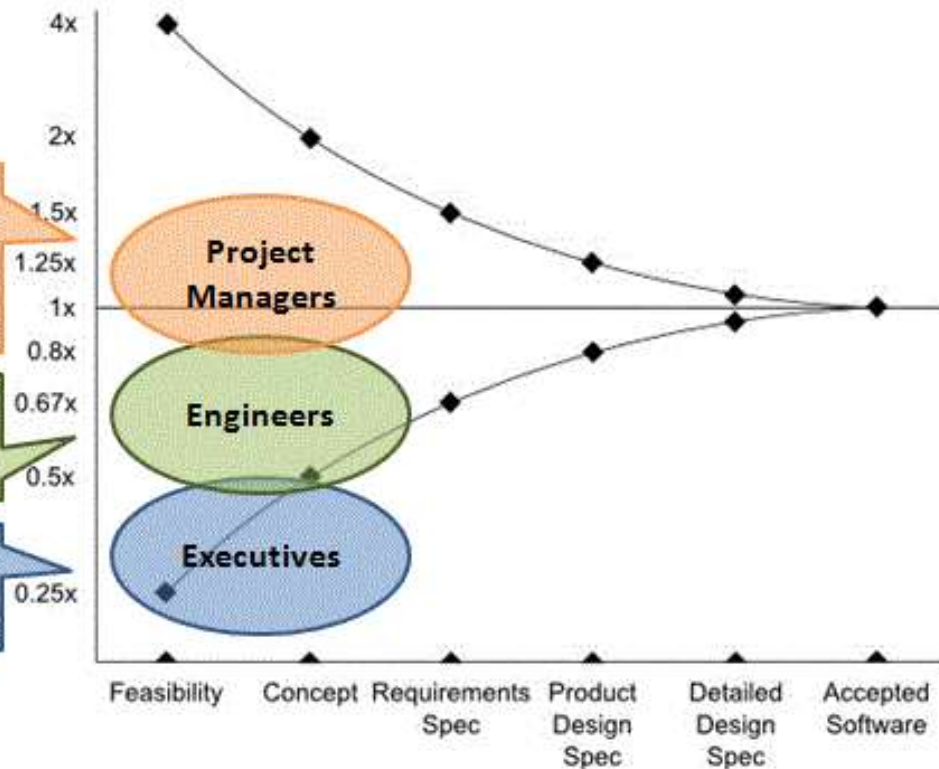 4x
2x
1.5x
1.25x
1x
0.8x
0.67x
0.5x
0.25x
Project
Managers
Engineers
Executives
Feasibility
Concept
Requirements
Spec
Product
Design
Spec
Detailed
Design
Spec
Accepted
Software